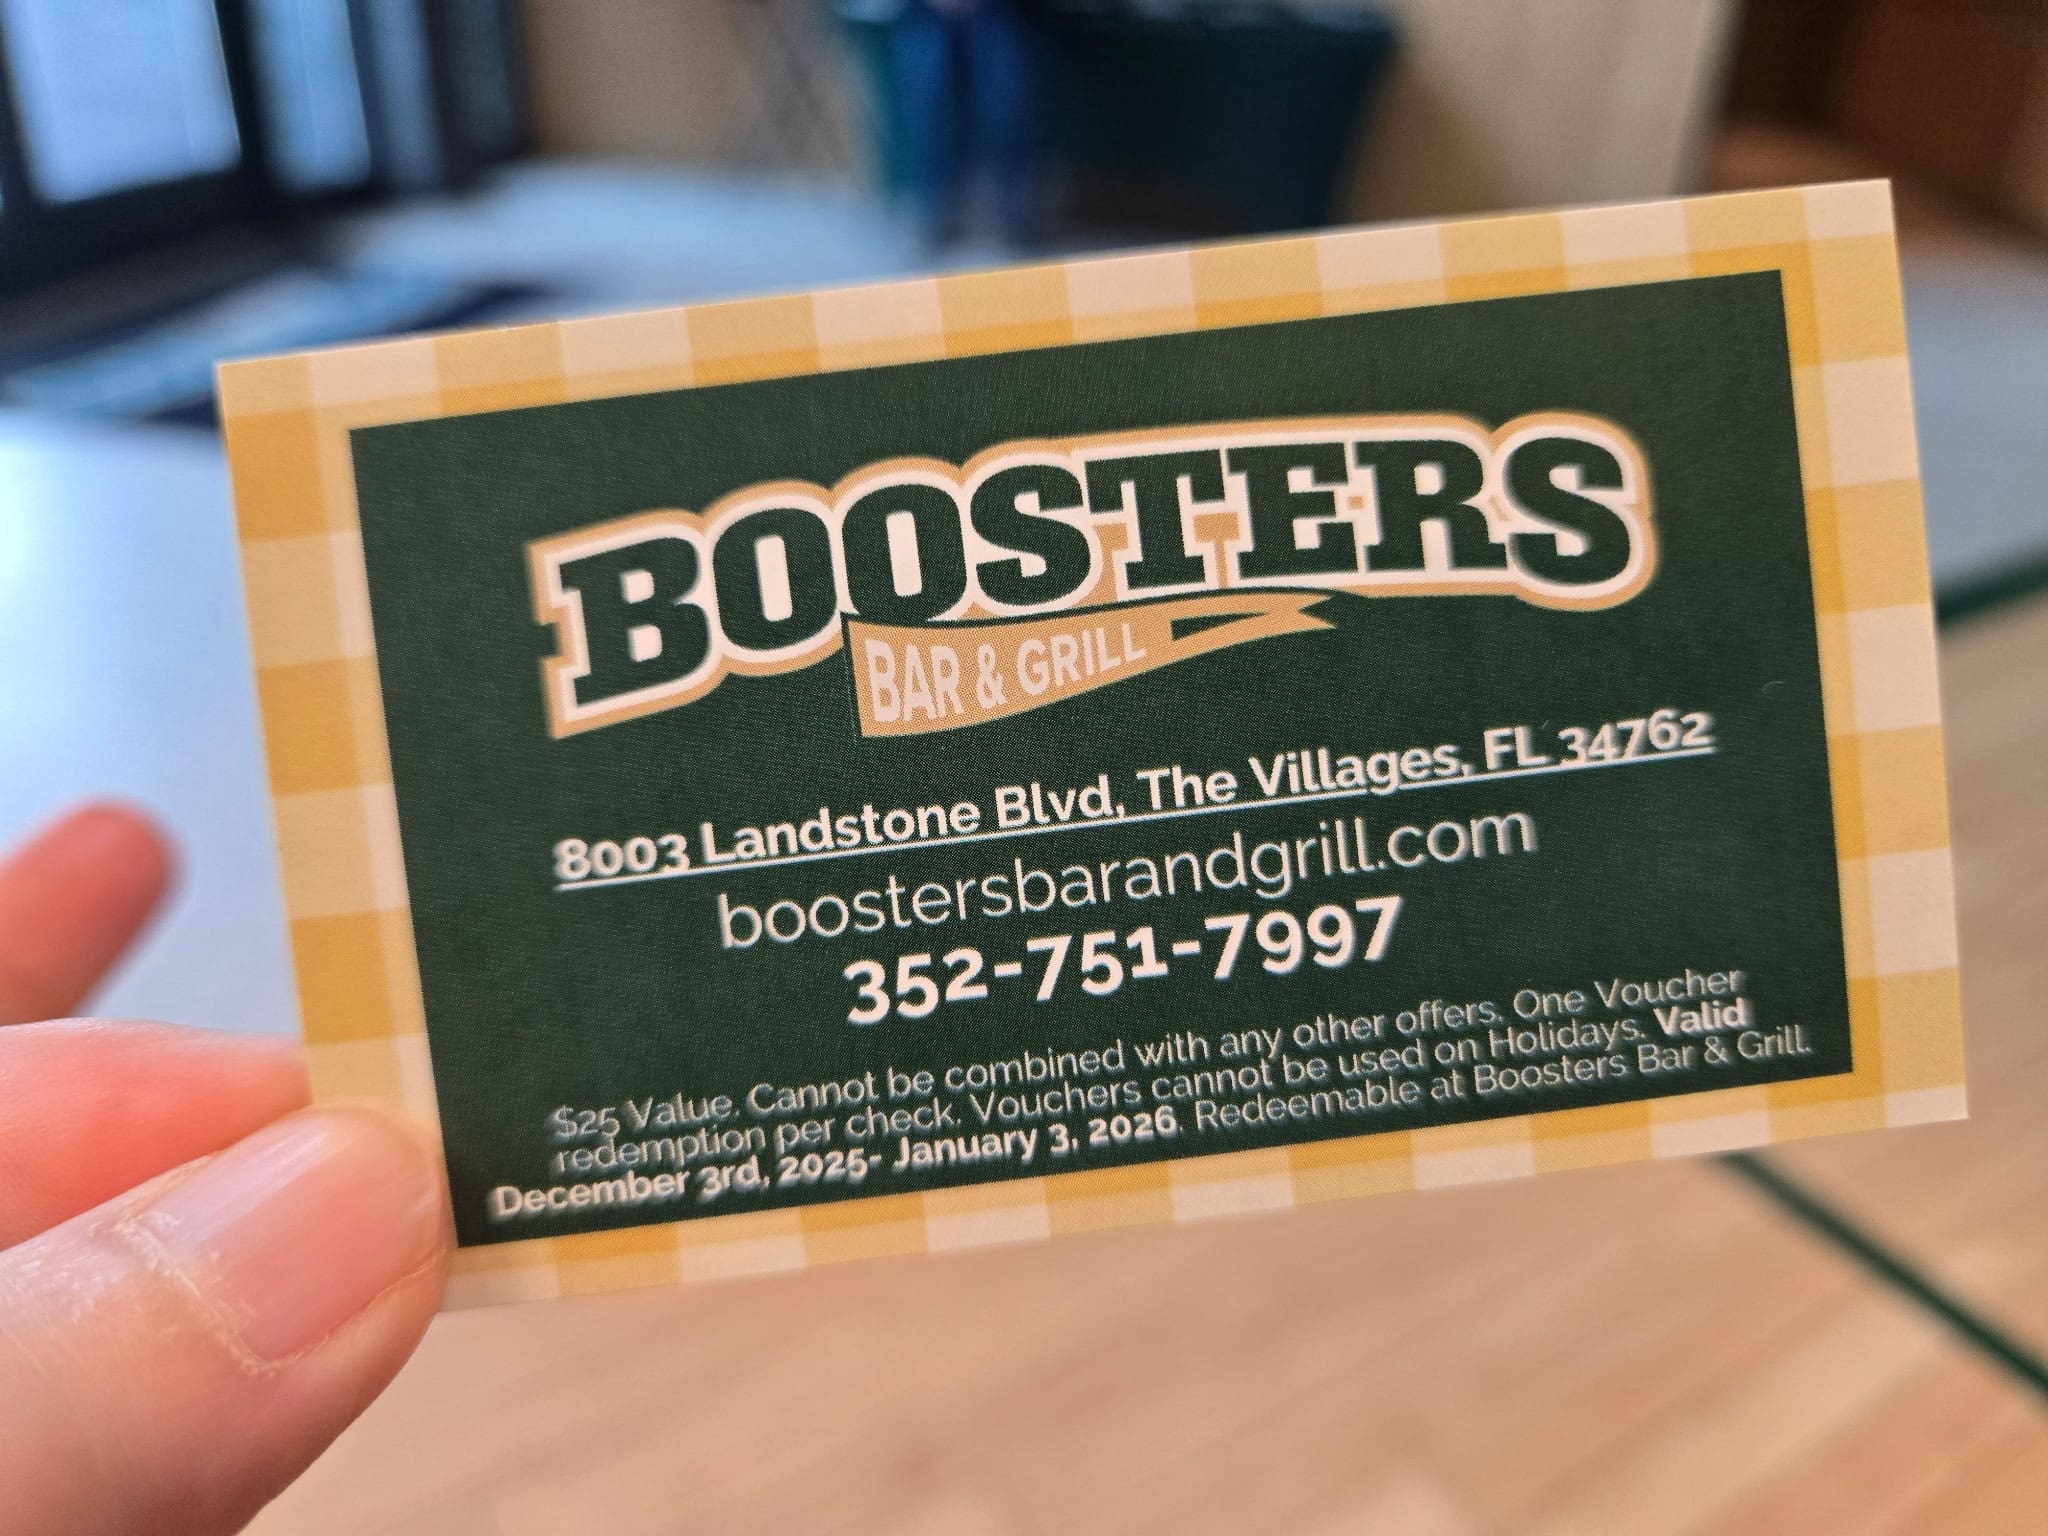 BOOSTERS
BAR & GRILL
8003 Landstone Blvd, The Villages, FL 34762
boostersbarandgrill.com
352-751-7997
$25 Value. Cannot be combined with any other offers. One Voucher
redemption per check. Vouchers cannot be used on Holidays. Valid
December 3rd, 2025- January 3, 2026. Redeemable at Boosters Bar & Grill.